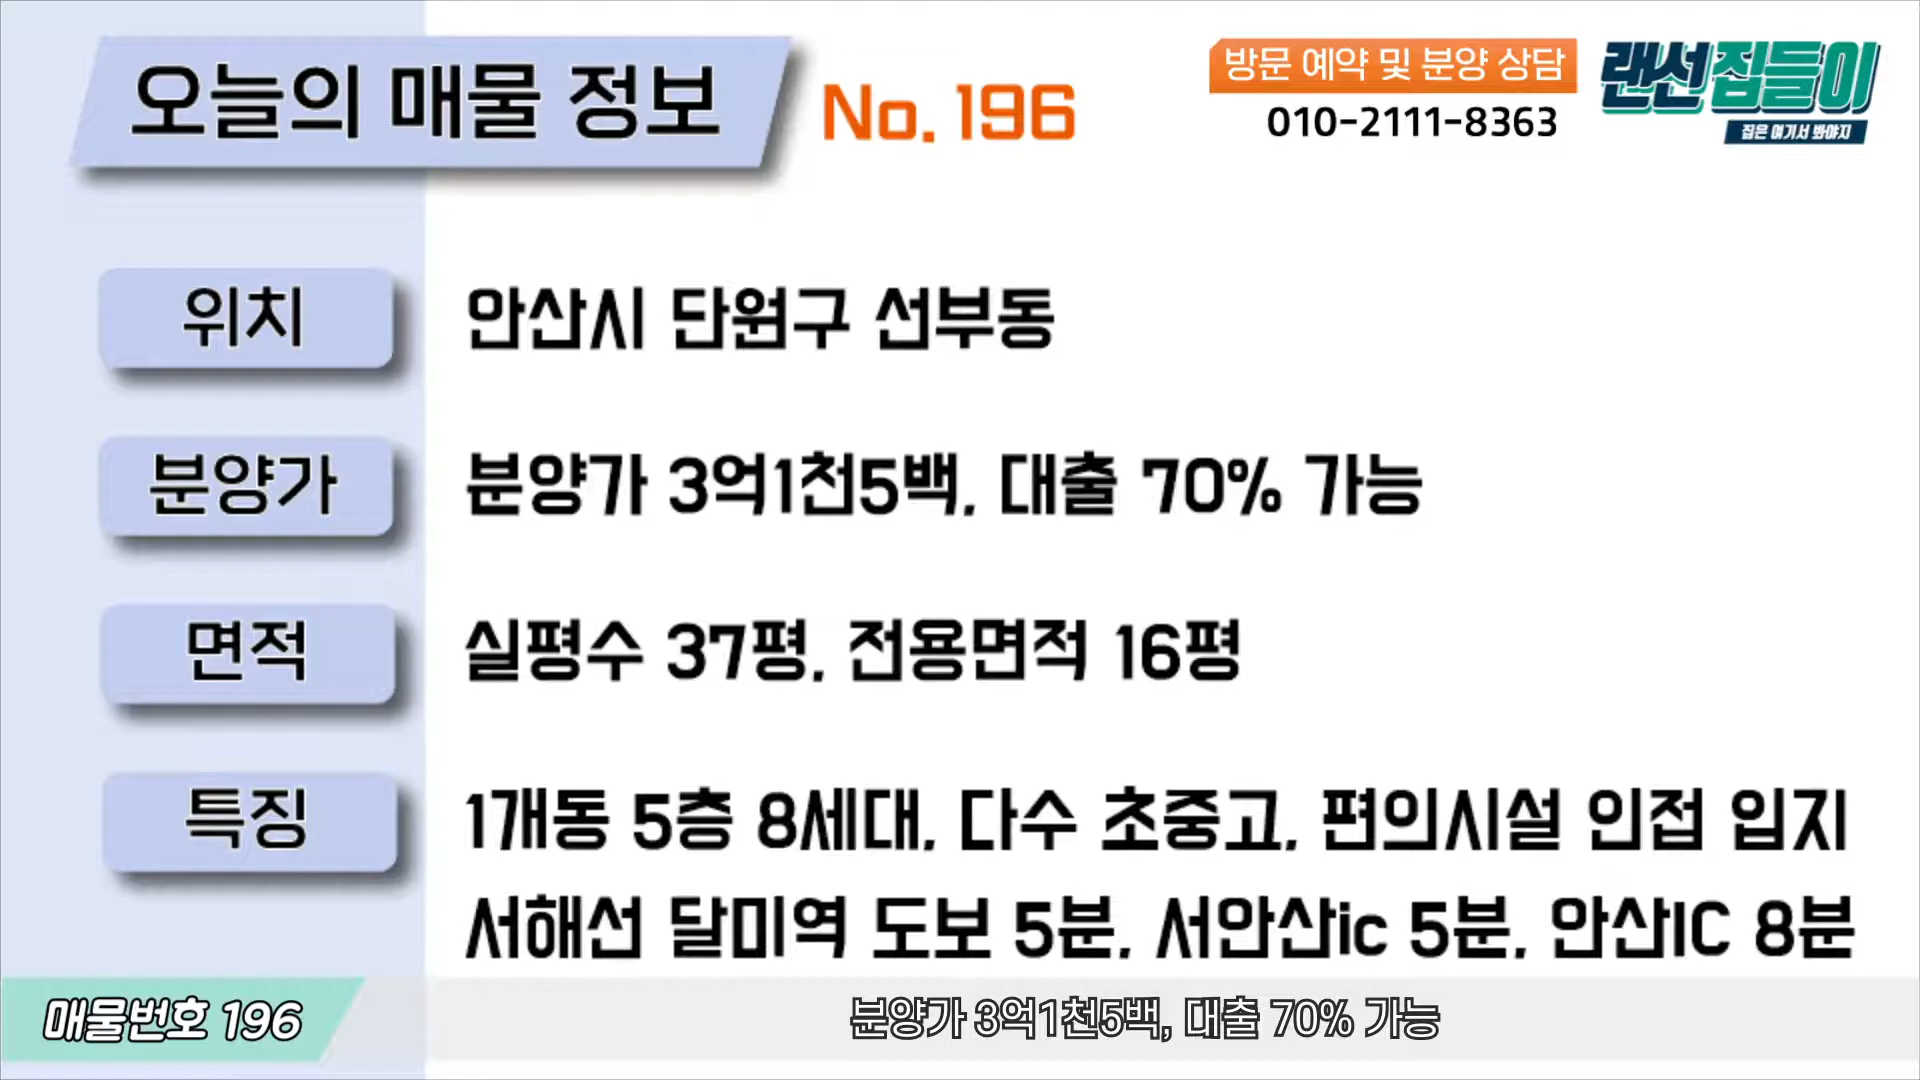 오늘의 매물 정보
No. 196
방문 예약 및 분양 상담
010-2111-8363
랜선집들이
집은 여기서 봐야지
위치
안산시 단원구 선부동
분양가
분양가 3억1천5백, 대출 70% 가능
면적
실평수 37평, 전용면적 16평
특징
1개동 5층 8세대, 다수 초중고, 편의시설 인접 입지
서해선 달미역 도보 5분, 서안산ic 5분, 안산IC 8분
매물번호 196
분양가 3억1천5백, 대출 70% 가능